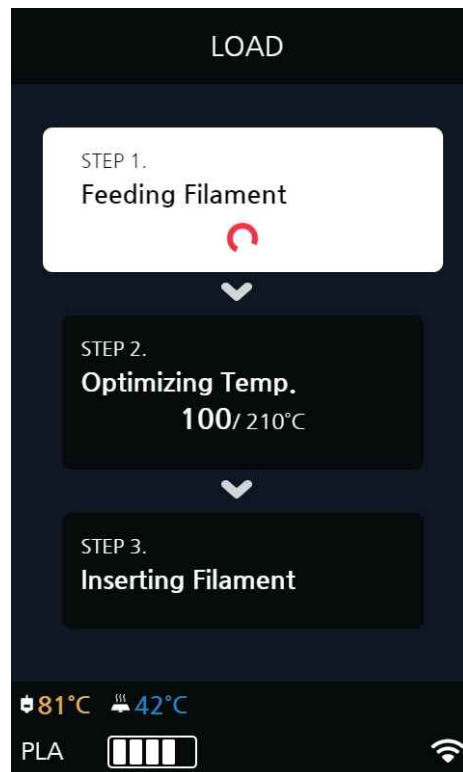 LOAD
STEP 1.
Feeding Filament
STEP 2.
Optimizing Temp.
100/ 210°C
STEP 3.
Inserting Filament
81°C 42°C
PLA